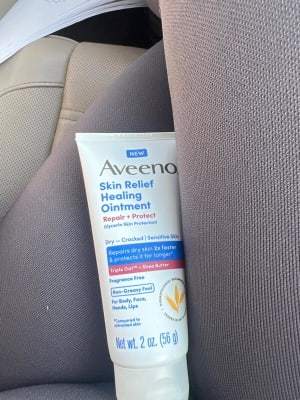 NEW
Aveeno
Skin Relief
Healing
Ointment
Repair + Protect
Glycerin Skin Protectant
Dry – Cracked | Sensitive Skin
Repairs dry skin 2x faster
& protects it for longer*
Triple Oat™ + Shea Butter
Fragrance Free
Non-Greasy Feel
For Body, Face,
Hands, Lips
*Compared to
untreated skin
Net wt. 2 oz. (56 g)